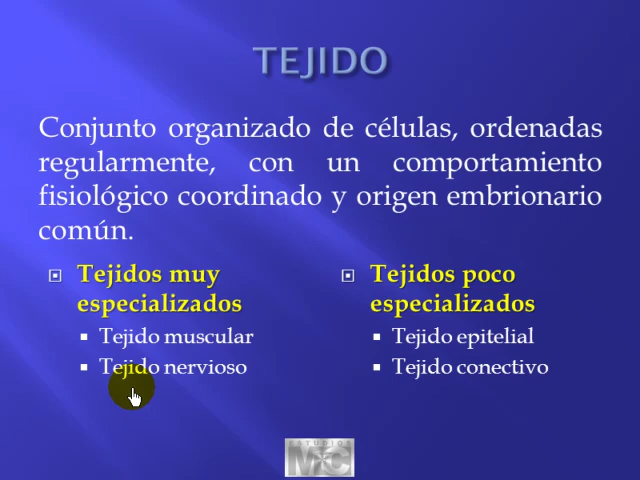 TEJIDO
Conjunto organizado de células, ordenadas
regularmente, con un comportamiento
fisiológico coordinado y origen embrionario
común.
Tejidos muy
especializados
Tejido muscular
Tejido nervioso
Tejidos poco
especializados
Tejido epitelial
Tejido conectivo
ESTUDIOS
MC